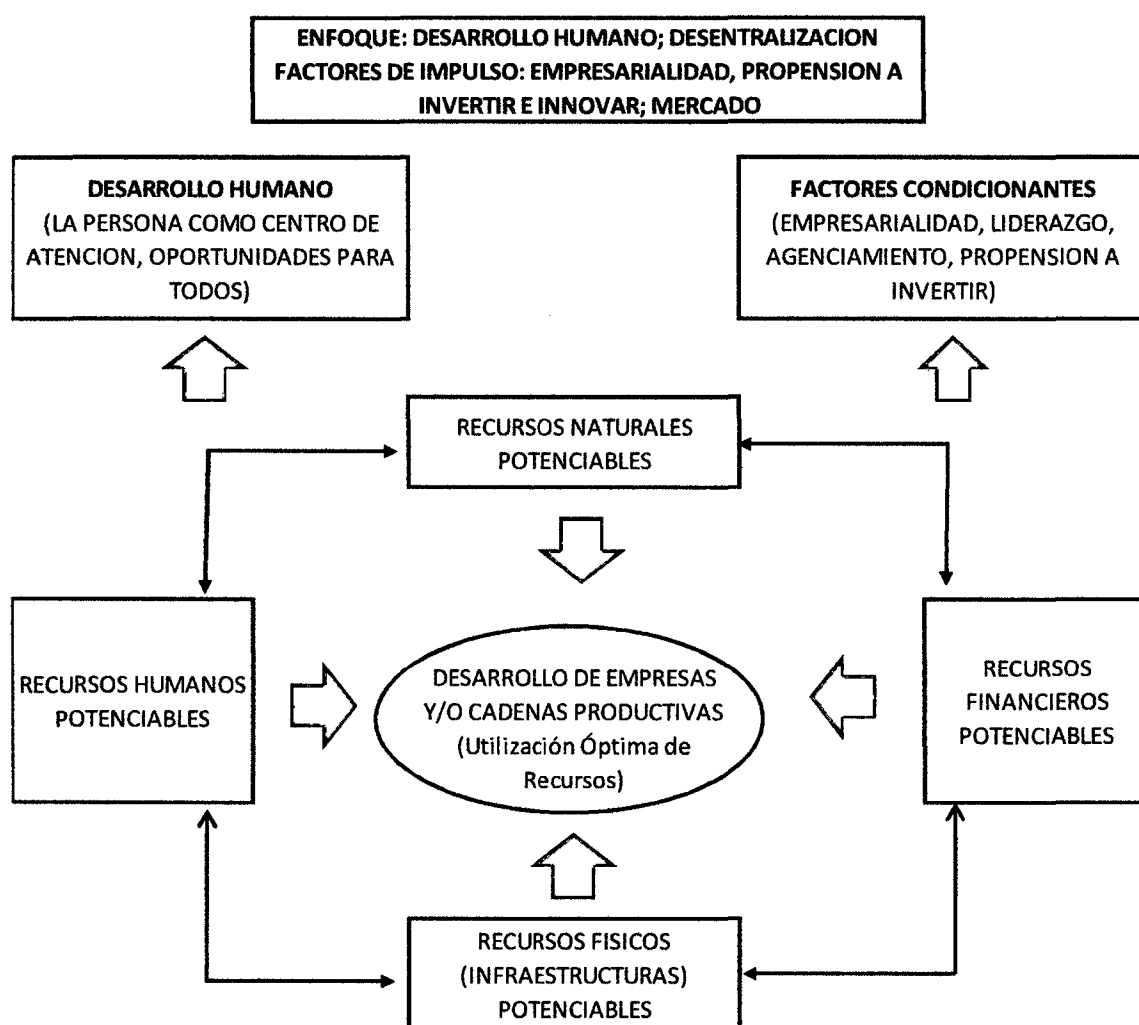 ENFOQUE: DESARROLLO HUMANO; DESENTRALIZACION
FACTORES DE IMPULSO: EMPRESARIALIDAD, PROPENSION A
INVERTIR E INNOVAR; MERCADO
DESARROLLO HUMANO
(LA PERSONA COMO CENTRO DE
ATENCION, OPORTUNIDADES PARA
TODOS)
FACTORES CONDICIONANTES
(EMPRESARIALIDAD, LIDERAZGO,
AGENCIAMIENTO, PROPENSION A
INVERTIR)
RECURSOS NATURALES
POTENCIABLES
RECURSOS HUMANOS
POTENCIABLES
DESARROLLO DE EMPRESAS
Y/O CADENAS PRODUCTIVAS
(Utilización Óptima de
Recursos)
RECURSOS
FINANCIEROS
POTENCIABLES
RECURSOS FISICOS
(INFRAESTRUCTURAS)
POTENCIABLES